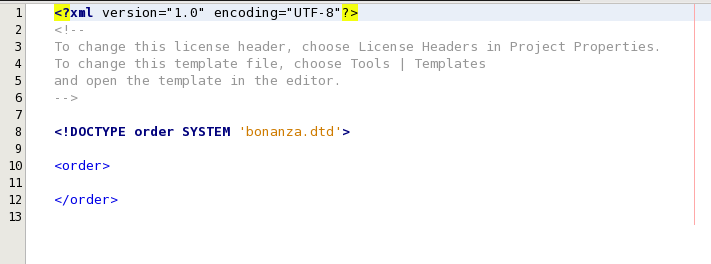 1 <?xml version="1.0" encoding="UTF-8"?>
2 <!--
3 To change this license header, choose License Headers in Project Properties.
4 To change this template file, choose Tools | Templates
5 and open the template in the editor.
6 -->
7
8 <!DOCTYPE order SYSTEM 'bonanza.dtd'>
9
10 <order>
11
12 </order>
13